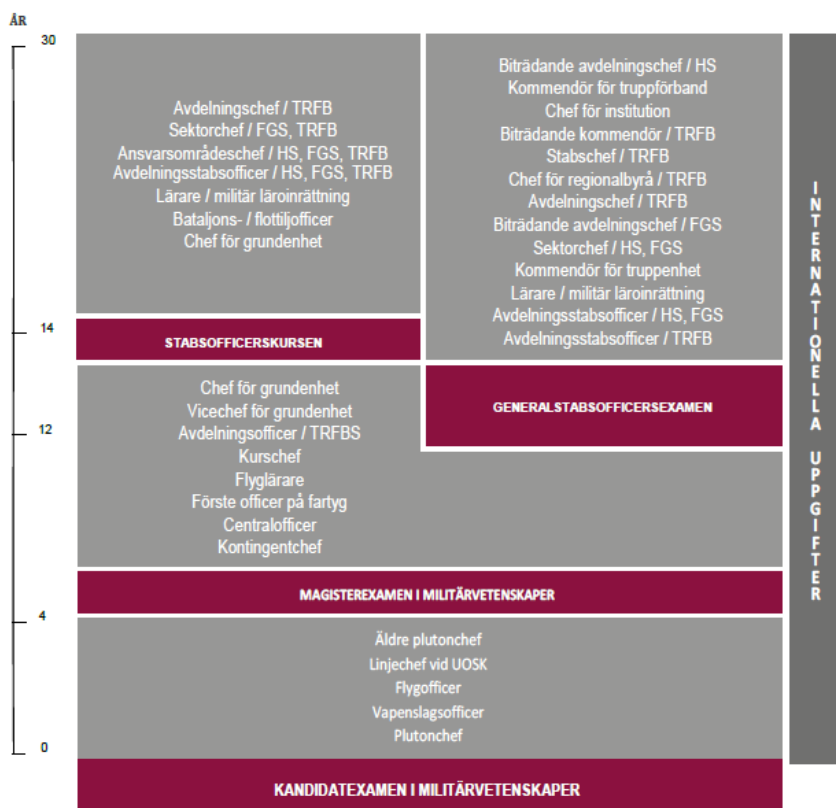 ÅR
30
Avdelningschef / TRFB
Sektorchef / FGS, TRFB
Ansvarsområdeschef / HS, FGS, TRFB
Avdelningsstabsofficer / HS, FGS, TRFB
Lärare / militär läroinrättning
Bataljons- / flottiljofficer
Chef för grundenhet
Biträdande avdelningschef / HS
Kommendör för truppförband
Chef för institution
Biträdande kommendör / TRFB
Stabschef / TRFB
Chef för regionalbyrå / TRFB
Avdelningschef / TRFB
Biträdande avdelningschef / FGS
Sektorchef / HS, FGS
Kommendör för truppenhet
Lärare / militär läroinrättning
Avdelningsstabsofficer / HS, FGS
Avdelningsstabsofficer / TRFB
14
STABSOFFICERSKURSEN
GENERALSTABSOFFICERSEXAMEN
12
Chef för grundenhet
Vicechef för grundenhet
Avdelningsofficer / TRFBS
Kurschef
Flyglärare
Förste officer på fartyg
Centralofficer
Kontingentchef
MAGISTEREXAMEN I MILITÄRVETENSKAPER
4
Äldre plutonchef
Linjechef vid UOSK
Flygofficer
Vapenslagsofficer
Plutonchef
0
KANDIDATEXAMEN I MILITÄRVETENSKAPER
INTERNATIONELLA UPPGIFTER